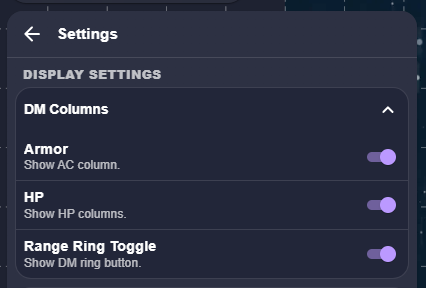 Settings
DISPLAY SETTINGS
DM Columns
Armor
Show AC column.
HP
Show HP columns.
Range Ring Toggle
Show DM ring button.